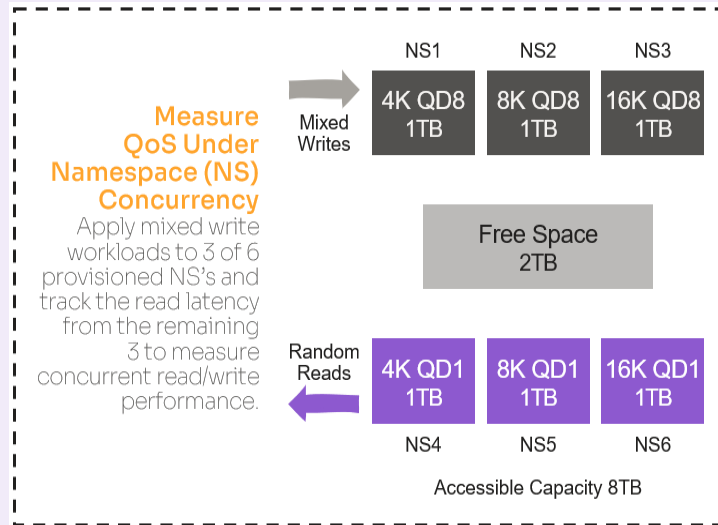 Measure
QoS Under
Namespace (NS)
Concurrency
Apply mixed write
workloads to 3 of 6
provisioned NS's and
track the read latency
from the remaining
3 to measure
concurrent read/write
performance.
Mixed
Writes
NS1
NS2
NS3
4K QD8
1TB
8K QD8
1TB
16K QD8
1TB
Free Space
2TB
Random
Reads
4K QD1
1TB
8K QD1
1TB
16K QD1
1TB
NS4
NS5
NS6
Accessible Capacity 8TB